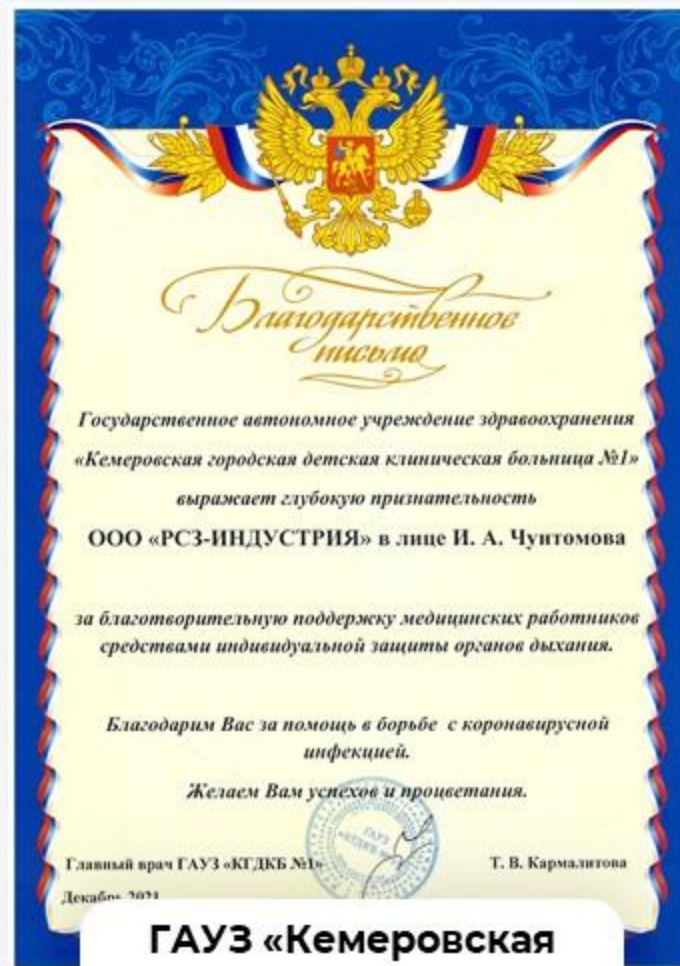 Благодарственное
письмо
Государственное автономное учреждение здравоохранения
«Кемеровская городская детская клиническая больница №1»
выражает глубокую признательность
ООО «РСЗ-ИНДУСТРИЯ» в лице И. А. Чунтомова
за благотворительную поддержку медицинских работников
средствами индивидуальной защиты органов дыхания.
Благодарим Вас за помощь в борьбе с коронавирусной
инфекцией.
Желаем Вам успехов и процветания.
Главный врач ГАУЗ «КГДКБ №1»
Т. В. Кармалитова
Декабрь 2021
ГАУЗ «Кемеровская